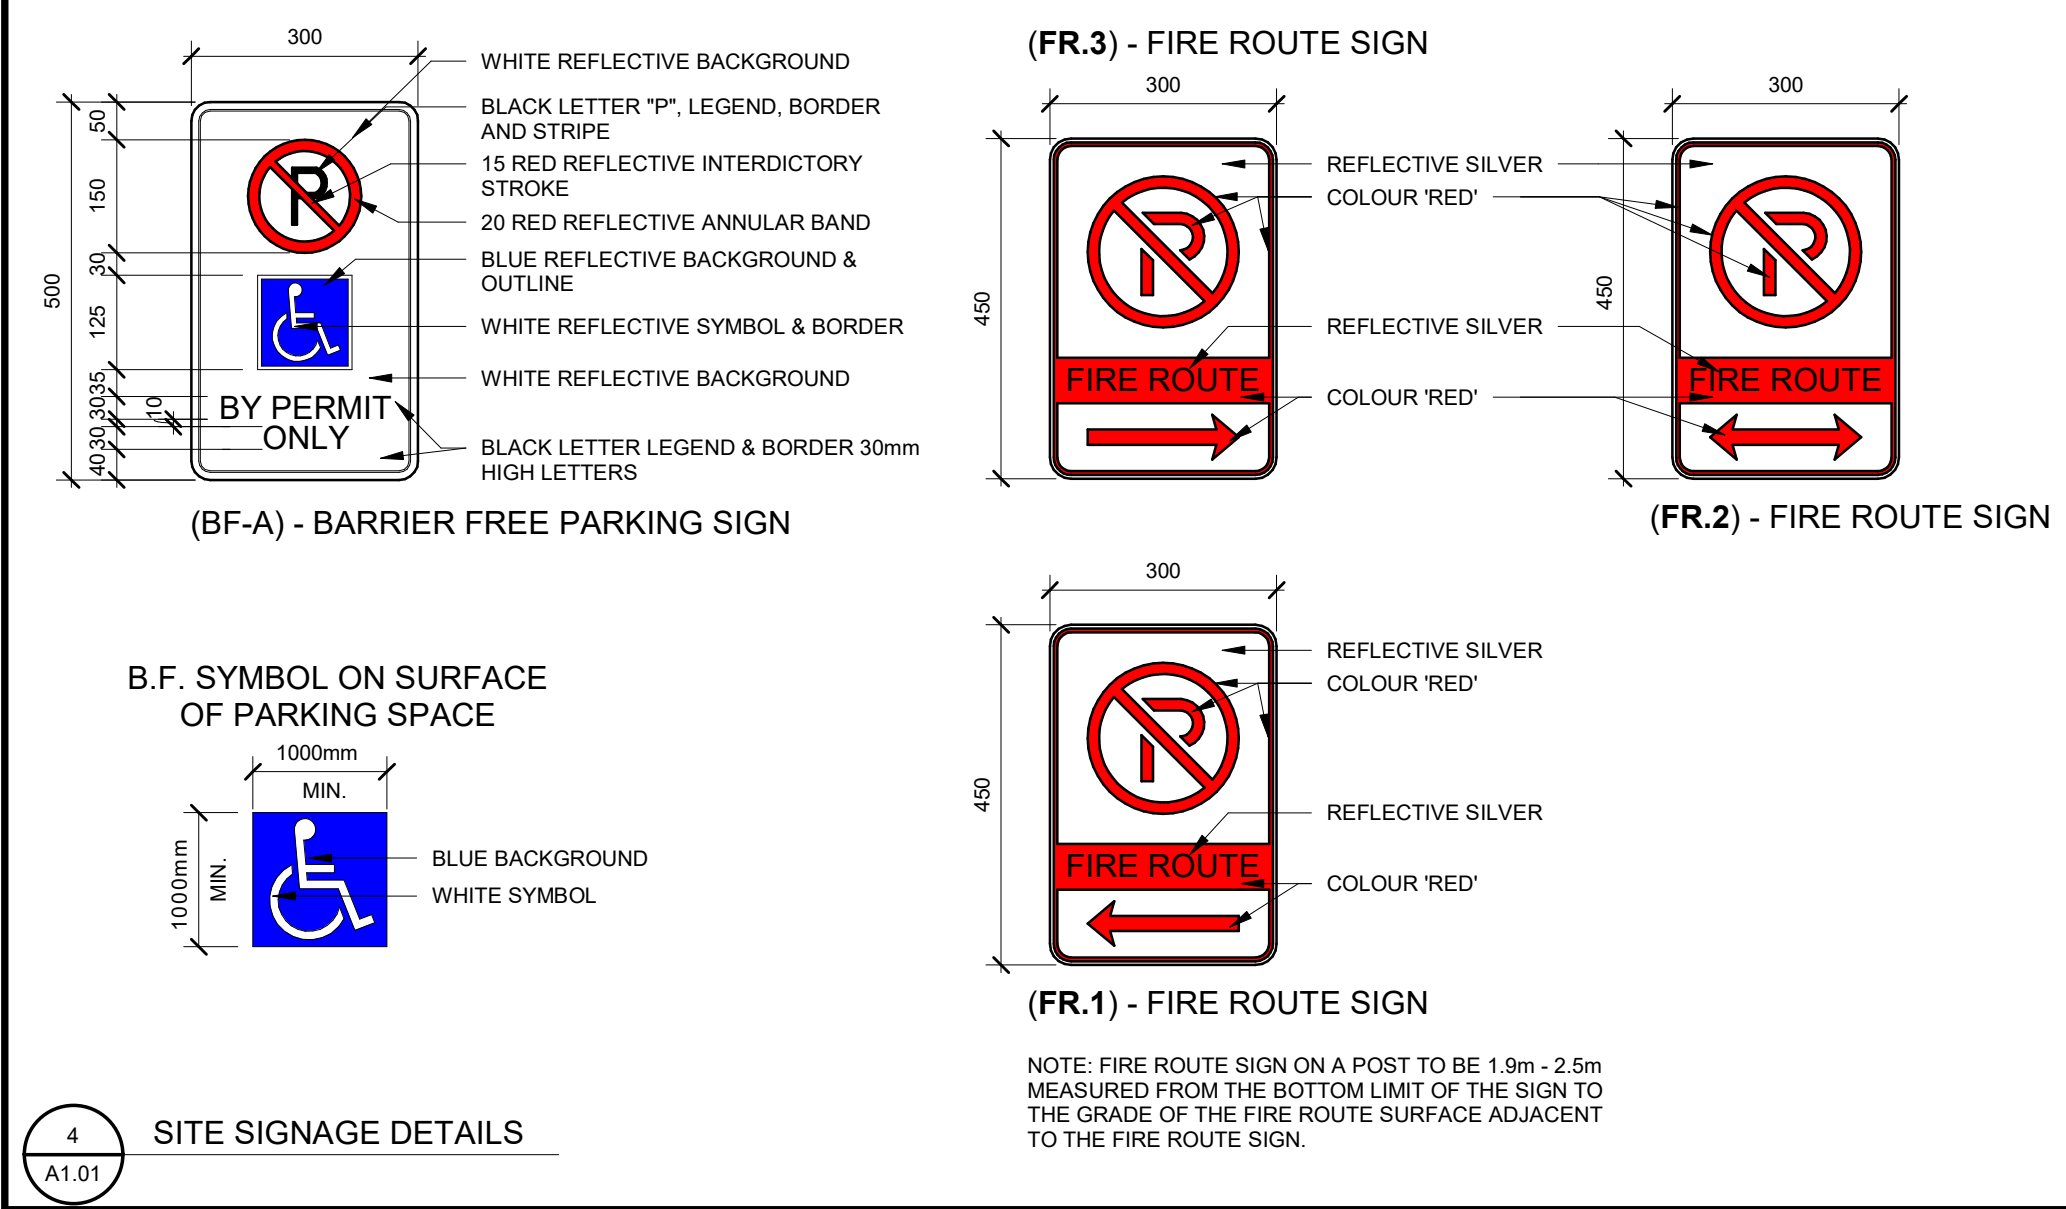 300
WHITE REFLECTIVE BACKGROUND
BLACK LETTER "P", LEGEND, BORDER
AND STRIPE
15 RED REFLECTIVE INTERDICTORY
STROKE
20 RED REFLECTIVE ANNULAR BAND
BLUE REFLECTIVE BACKGROUND &
OUTLINE
WHITE REFLECTIVE SYMBOL & BORDER
WHITE REFLECTIVE BACKGROUND
BLACK LETTER LEGEND & BORDER 30mm
HIGH LETTERS
500
50
150
30
125
35
30
30
40
10
P
BY PERMIT
ONLY
(BF-A) - BARRIER FREE PARKING SIGN
(FR.3) - FIRE ROUTE SIGN
300
450
P
FIRE ROUTE
REFLECTIVE SILVER
COLOUR 'RED'
REFLECTIVE SILVER
COLOUR 'RED'
300
450
P
FIRE ROUTE
(FR.2) - FIRE ROUTE SIGN
B.F. SYMBOL ON SURFACE
OF PARKING SPACE
1000mm
MIN.
1000mm
MIN.
BLUE BACKGROUND
WHITE SYMBOL
300
450
P
FIRE ROUTE
REFLECTIVE SILVER
COLOUR 'RED'
REFLECTIVE SILVER
COLOUR 'RED'
(FR.1) - FIRE ROUTE SIGN
NOTE: FIRE ROUTE SIGN ON A POST TO BE 1.9m - 2.5m
MEASURED FROM THE BOTTOM LIMIT OF THE SIGN TO
THE GRADE OF THE FIRE ROUTE SURFACE ADJACENT
TO THE FIRE ROUTE SIGN.
4
A1.01
SITE SIGNAGE DETAILS